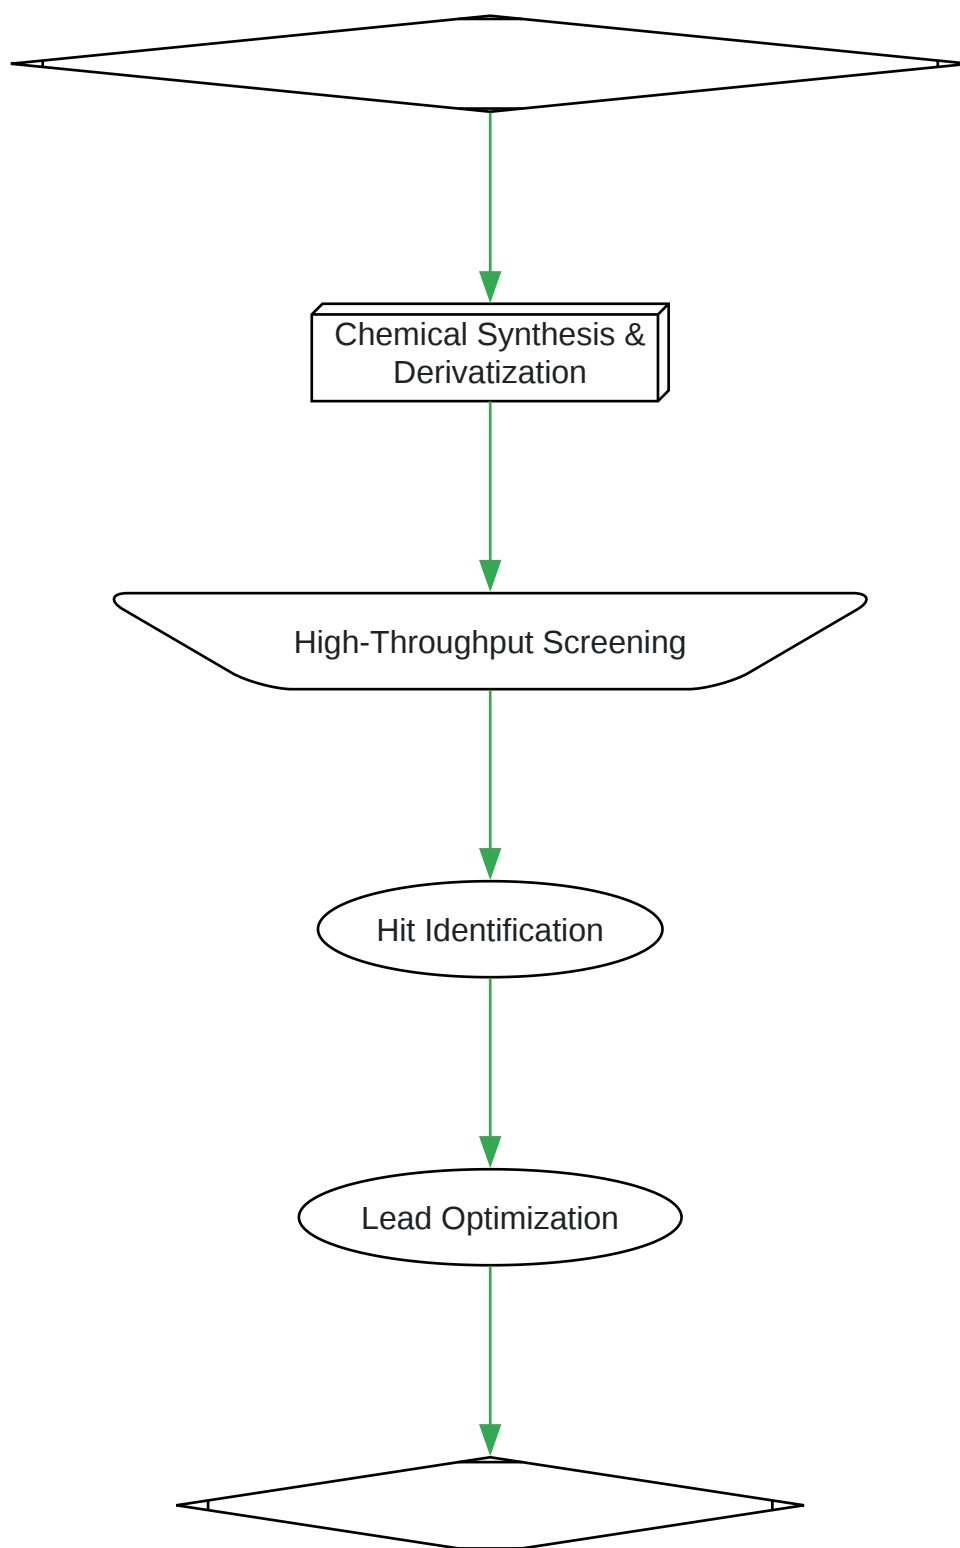 Chemical Synthesis &
Derivatization
High-Throughput Screening
Hit Identification
Lead Optimization